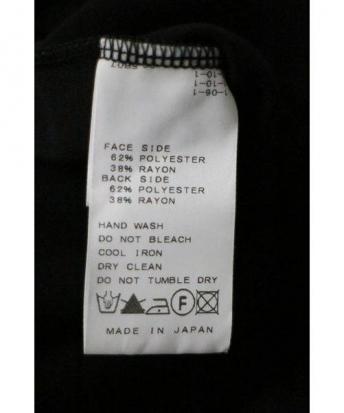 FACE SIDE
62% POLYESTER
38% RAYON
BACK SIDE
62% POLYESTER
38% RAYON
HAND WASH
DO NOT BLEACH
COOL IRON
DRY CLEAN
DO NOT TUMBLE DRY
F
MADE IN JAPAN